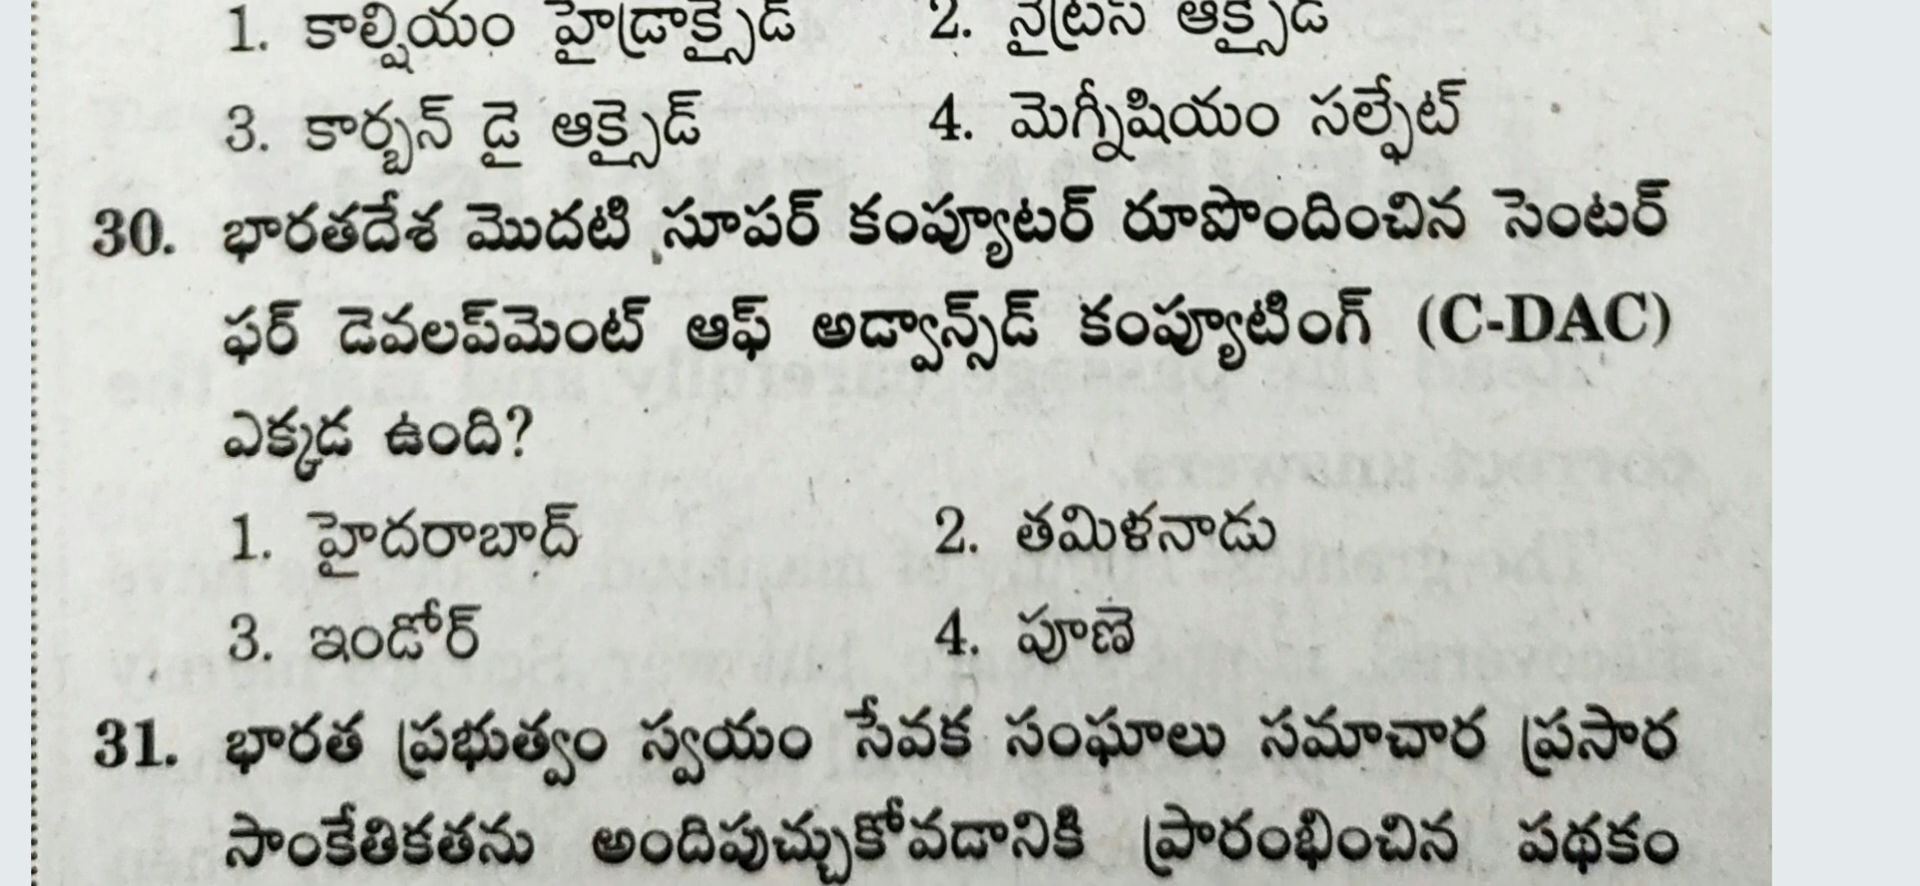 1. కాల్షియం హైడ్రాక్సైడ్ 2. నైట్రస్ ఆక్సైడ్
3. కార్బన్ డై ఆక్సైడ్ 4. మెగ్నీషియం సల్ఫేట్
30. భారతదేశ మొదటి సూపర్ కంప్యూటర్ రూపొందించిన సెంటర్
ఫర్ డెవలప్‌మెంట్ ఆఫ్ అడ్వాన్స్‌డ్ కంప్యూటింగ్ (C-DAC)
ఎక్కడ ఉంది?
1. హైదరాబాద్ 2. తమిళనాడు
3. ఇండోర్ 4. పూణె
31. భారత ప్రభుత్వం స్వయం సేవక సంఘాలు సమాచార ప్రసార
సాంకేతికతను అందిపుచ్చుకోవడానికి ప్రారంభించిన పథకం